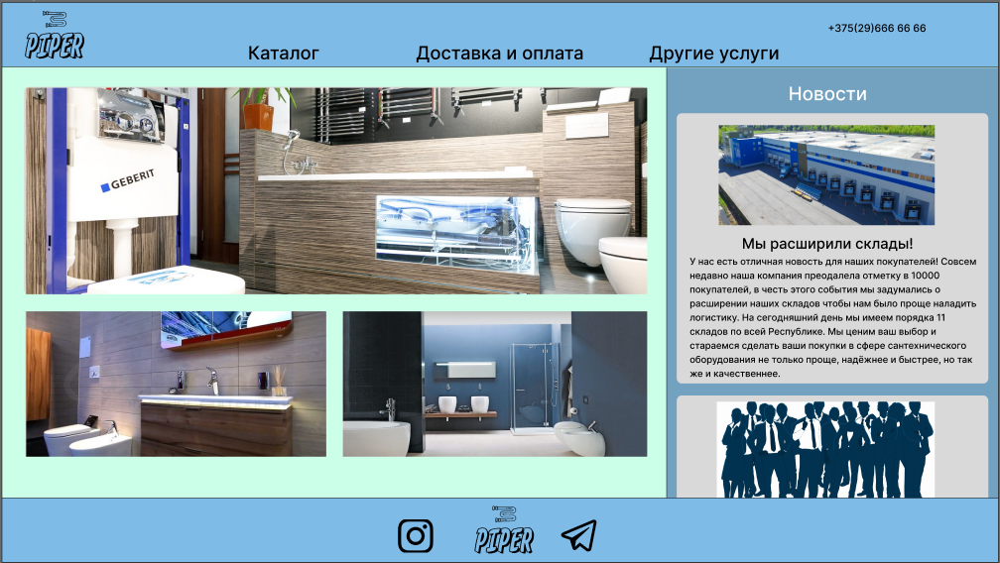 PIPER
+375(29)666 66 66
Каталог
Доставка и оплата
Другие услуги
GEBERIT
Новости
Мы расширили склады!
У нас есть отличная новость для наших покупателей! Совсем
недавно наша компания преодалела отметку в 10000
покупателей, в честь этого события мы задумались о
расширении наших складов чтобы нам было проще наладить
логистику. На сегодняшний день мы имеем порядка 11
складов по всей Республике. Мы ценим ваш выбор и
стараемся сделать ваши покупки в сфере сантехнического
оборудования не только проще, надёжнее и быстрее, но так
же и качественнее.
PIPER